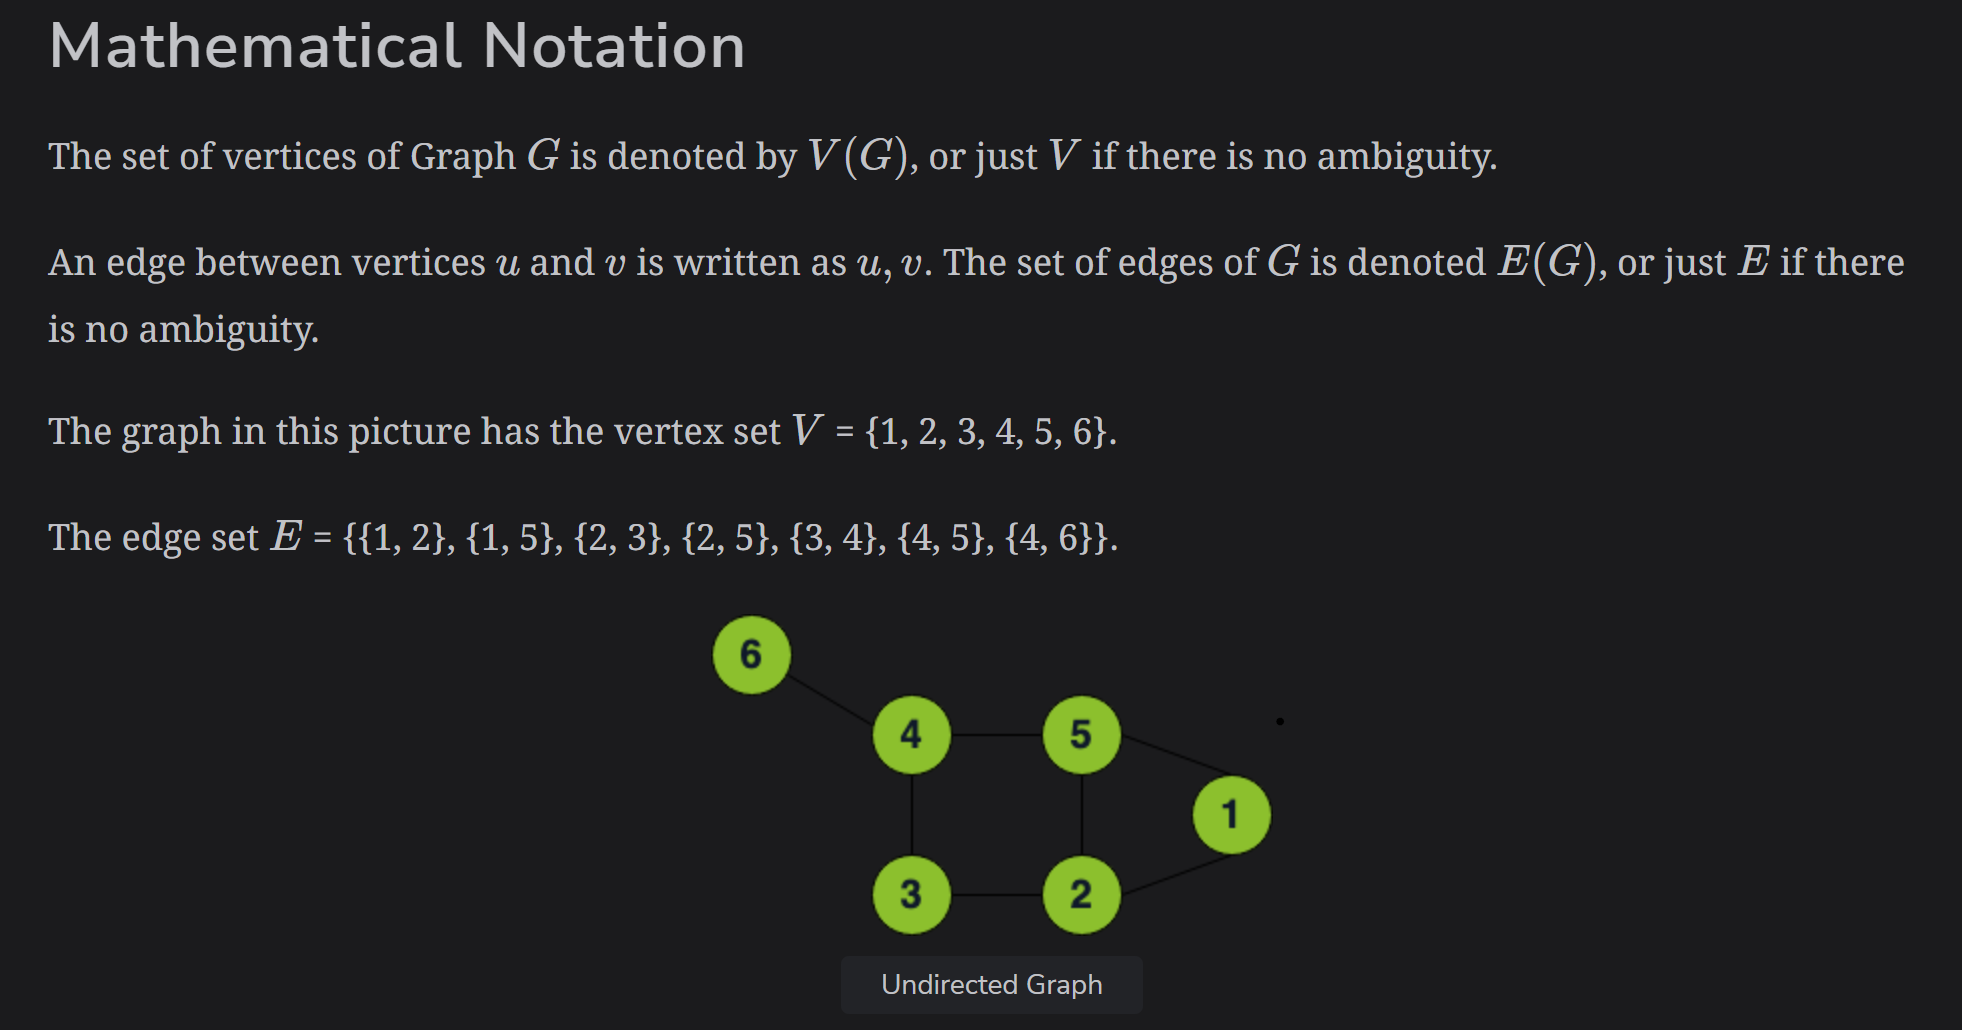 Mathematical Notation
The set of vertices of Graph G is denoted by V(G), or just V if there is no ambiguity.
An edge between vertices u and v is written as u, v. The set of edges of G is denoted E(G), or just E if there
is no ambiguity.
The graph in this picture has the vertex set V = {1, 2, 3, 4, 5, 6}.
The edge set E = {{1, 2}, {1, 5}, {2, 3}, {2, 5}, {3, 4}, {4, 5}, {4, 6}}.
6
4 5
1
3 2
Undirected Graph